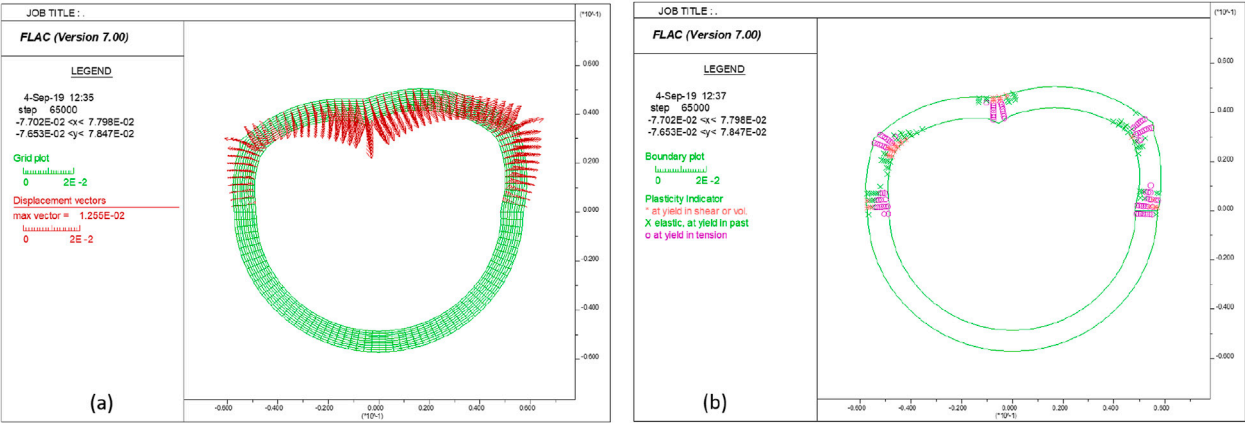 JOB TITLE : .
FLAC (Version 7.00)
LEGEND
4-Sep-19 12:35
step 65000
-7.702E-02 <x< 7.798E-02
-7.653E-02 <y< 7.847E-02
Grid plot
0 2E -2
Displacement vectors
max vector = 1.255E-02
0 2E -2
(*10^-1)
0.600
0.400
0.200
0.000
-0.200
-0.400
-0.600
-0.600 -0.400 -0.200 0.000 0.200 0.400 0.600
(*10^-1)
(a)
JOB TITLE : .
FLAC (Version 7.00)
LEGEND
4-Sep-19 12:37
step 65000
-7.702E-02 <x< 7.798E-02
-7.653E-02 <y< 7.847E-02
Boundary plot
0 2E -2
Plasticity Indicator
* at yield in shear or vol.
X elastic, at yield in past
o at yield in tension
(*10^-1)
0.600
0.400
0.200
0.000
-0.200
-0.400
-0.600
-0.600 -0.400 -0.200 0.000 0.200 0.400 0.600
(*10^-1)
(b)